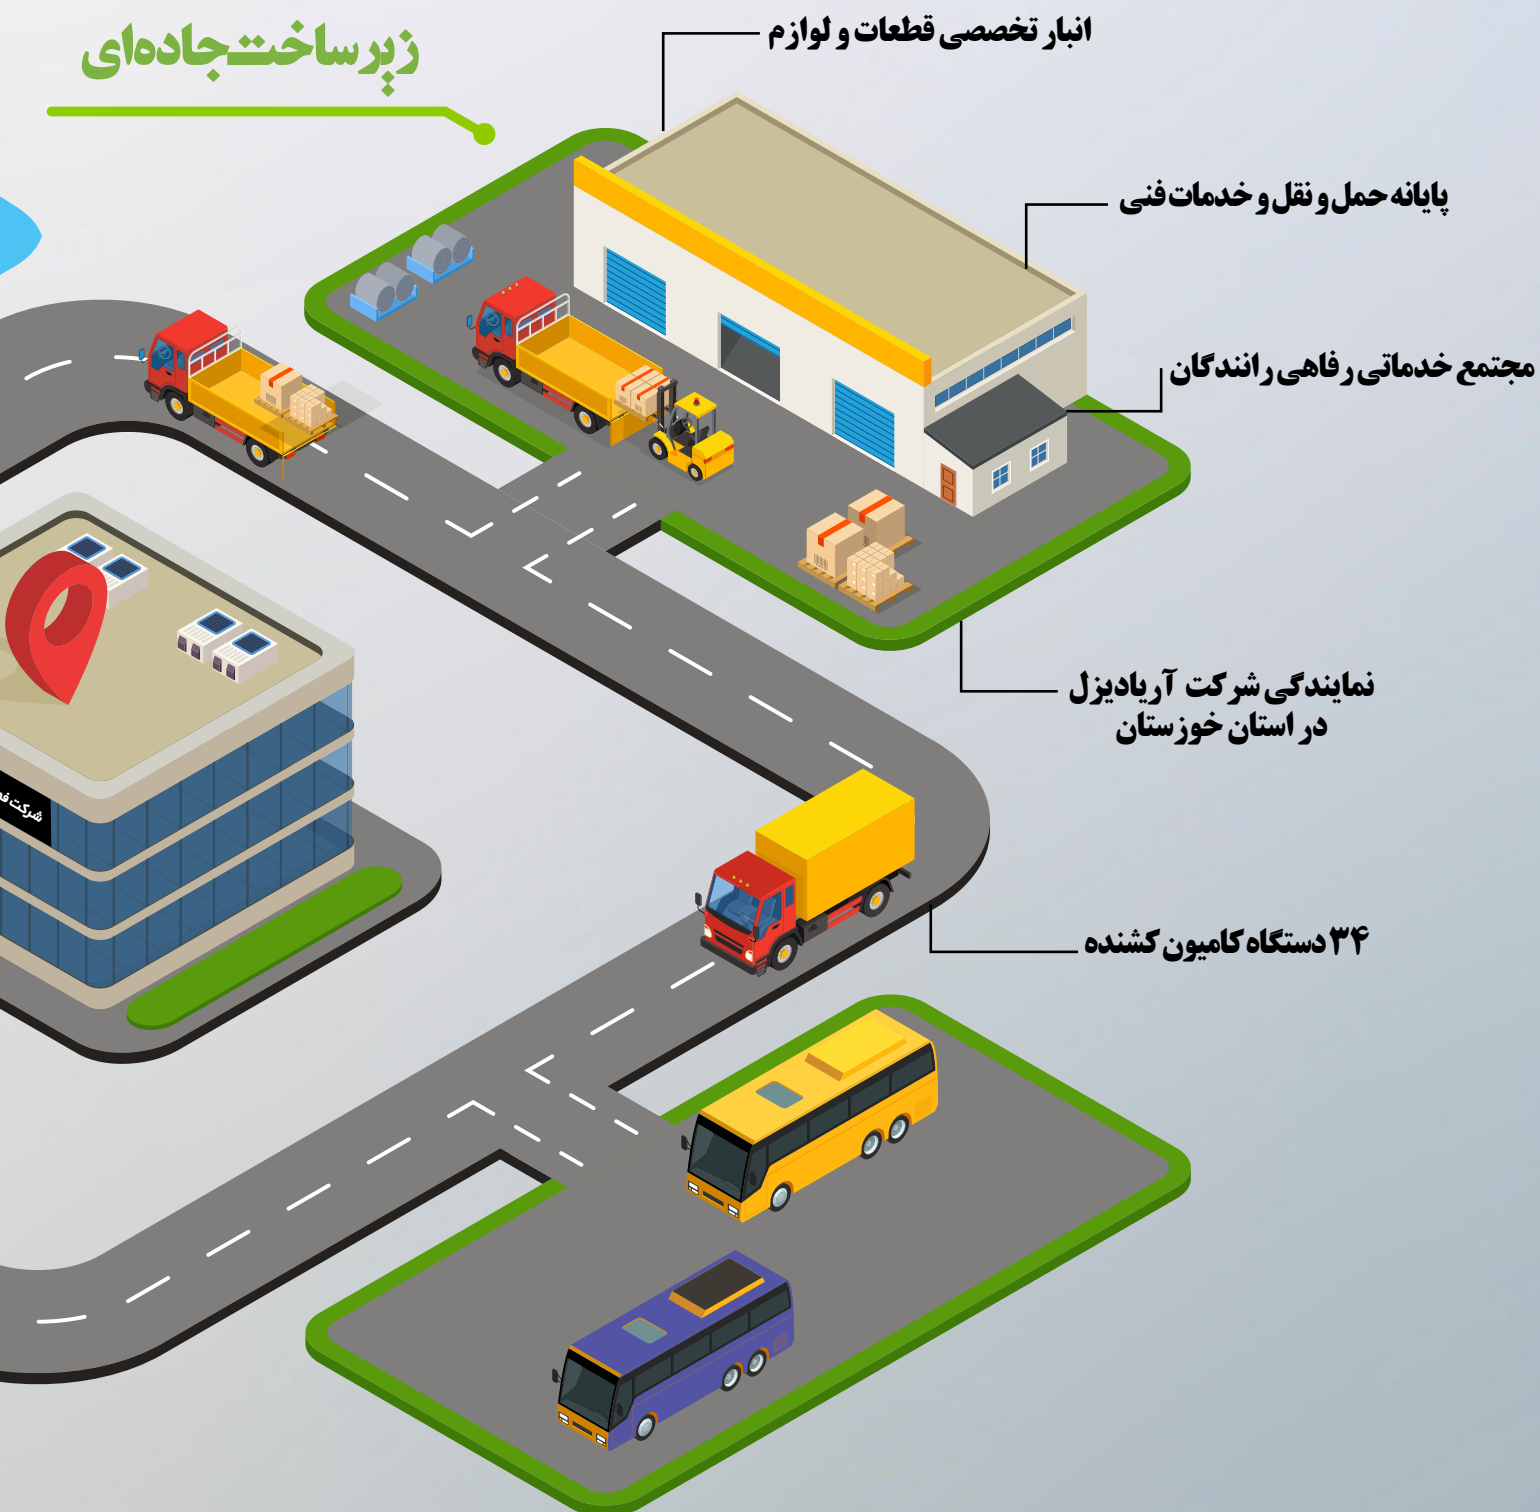 زیرساخت جاده‌ای
انبار تخصصی قطعات و لوازم
پایانه حمل و نقل و خدمات فنی
مجتمع خدماتی رفاهی رانندگان
نمایندگی شرکت آریادیزل
در استان خوزستان
۳۴ دستگاه کامیون کشنده
شرکت